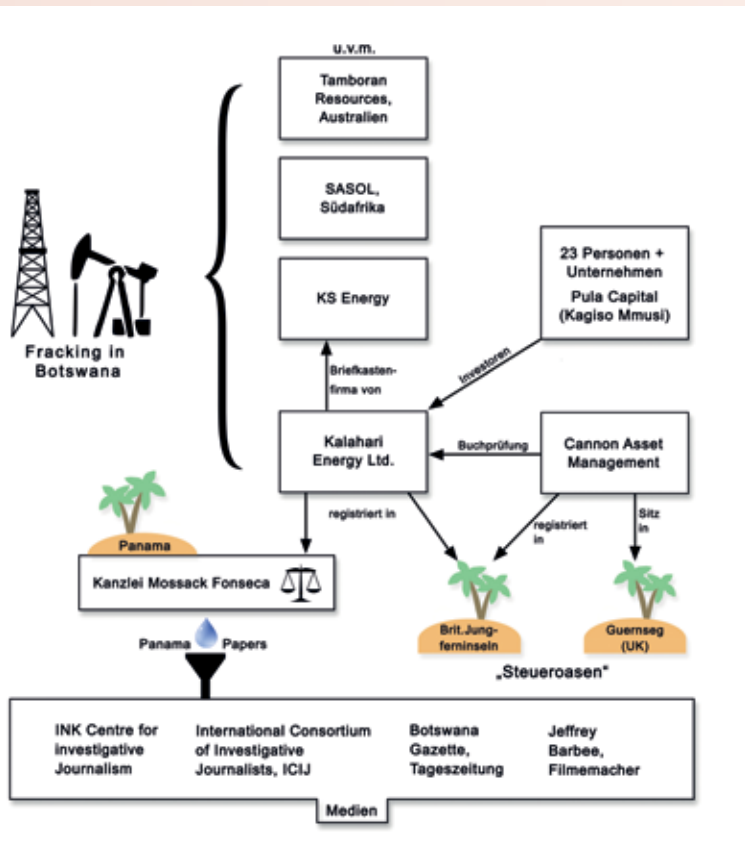 u.v.m.
Tamboran
Resources,
Australien
SASOL,
Südafrika
KS Energy
23 Personen +
Unternehmen
Pula Capital
(Kagiso Mmusi)
Fracking in
Botswana
Briefkasten-
firma von
Investoren
Kalahari
Energy Ltd.
Buchprüfung
Cannon Asset
Management
registriert in
registriert
in
Sitz
in
Panama
Kanzlei Mossack Fonseca
Brit.Jung-
ferninseln
Guernseg
(UK)
„Steueroasen“
Panama Papers
INK Centre for
investigative
Journalism
International Consortium
of Investigative
Journalists, ICIJ
Botswana
Gazette,
Tageszeitung
Jeffrey
Barbee,
Filmemacher
Medien